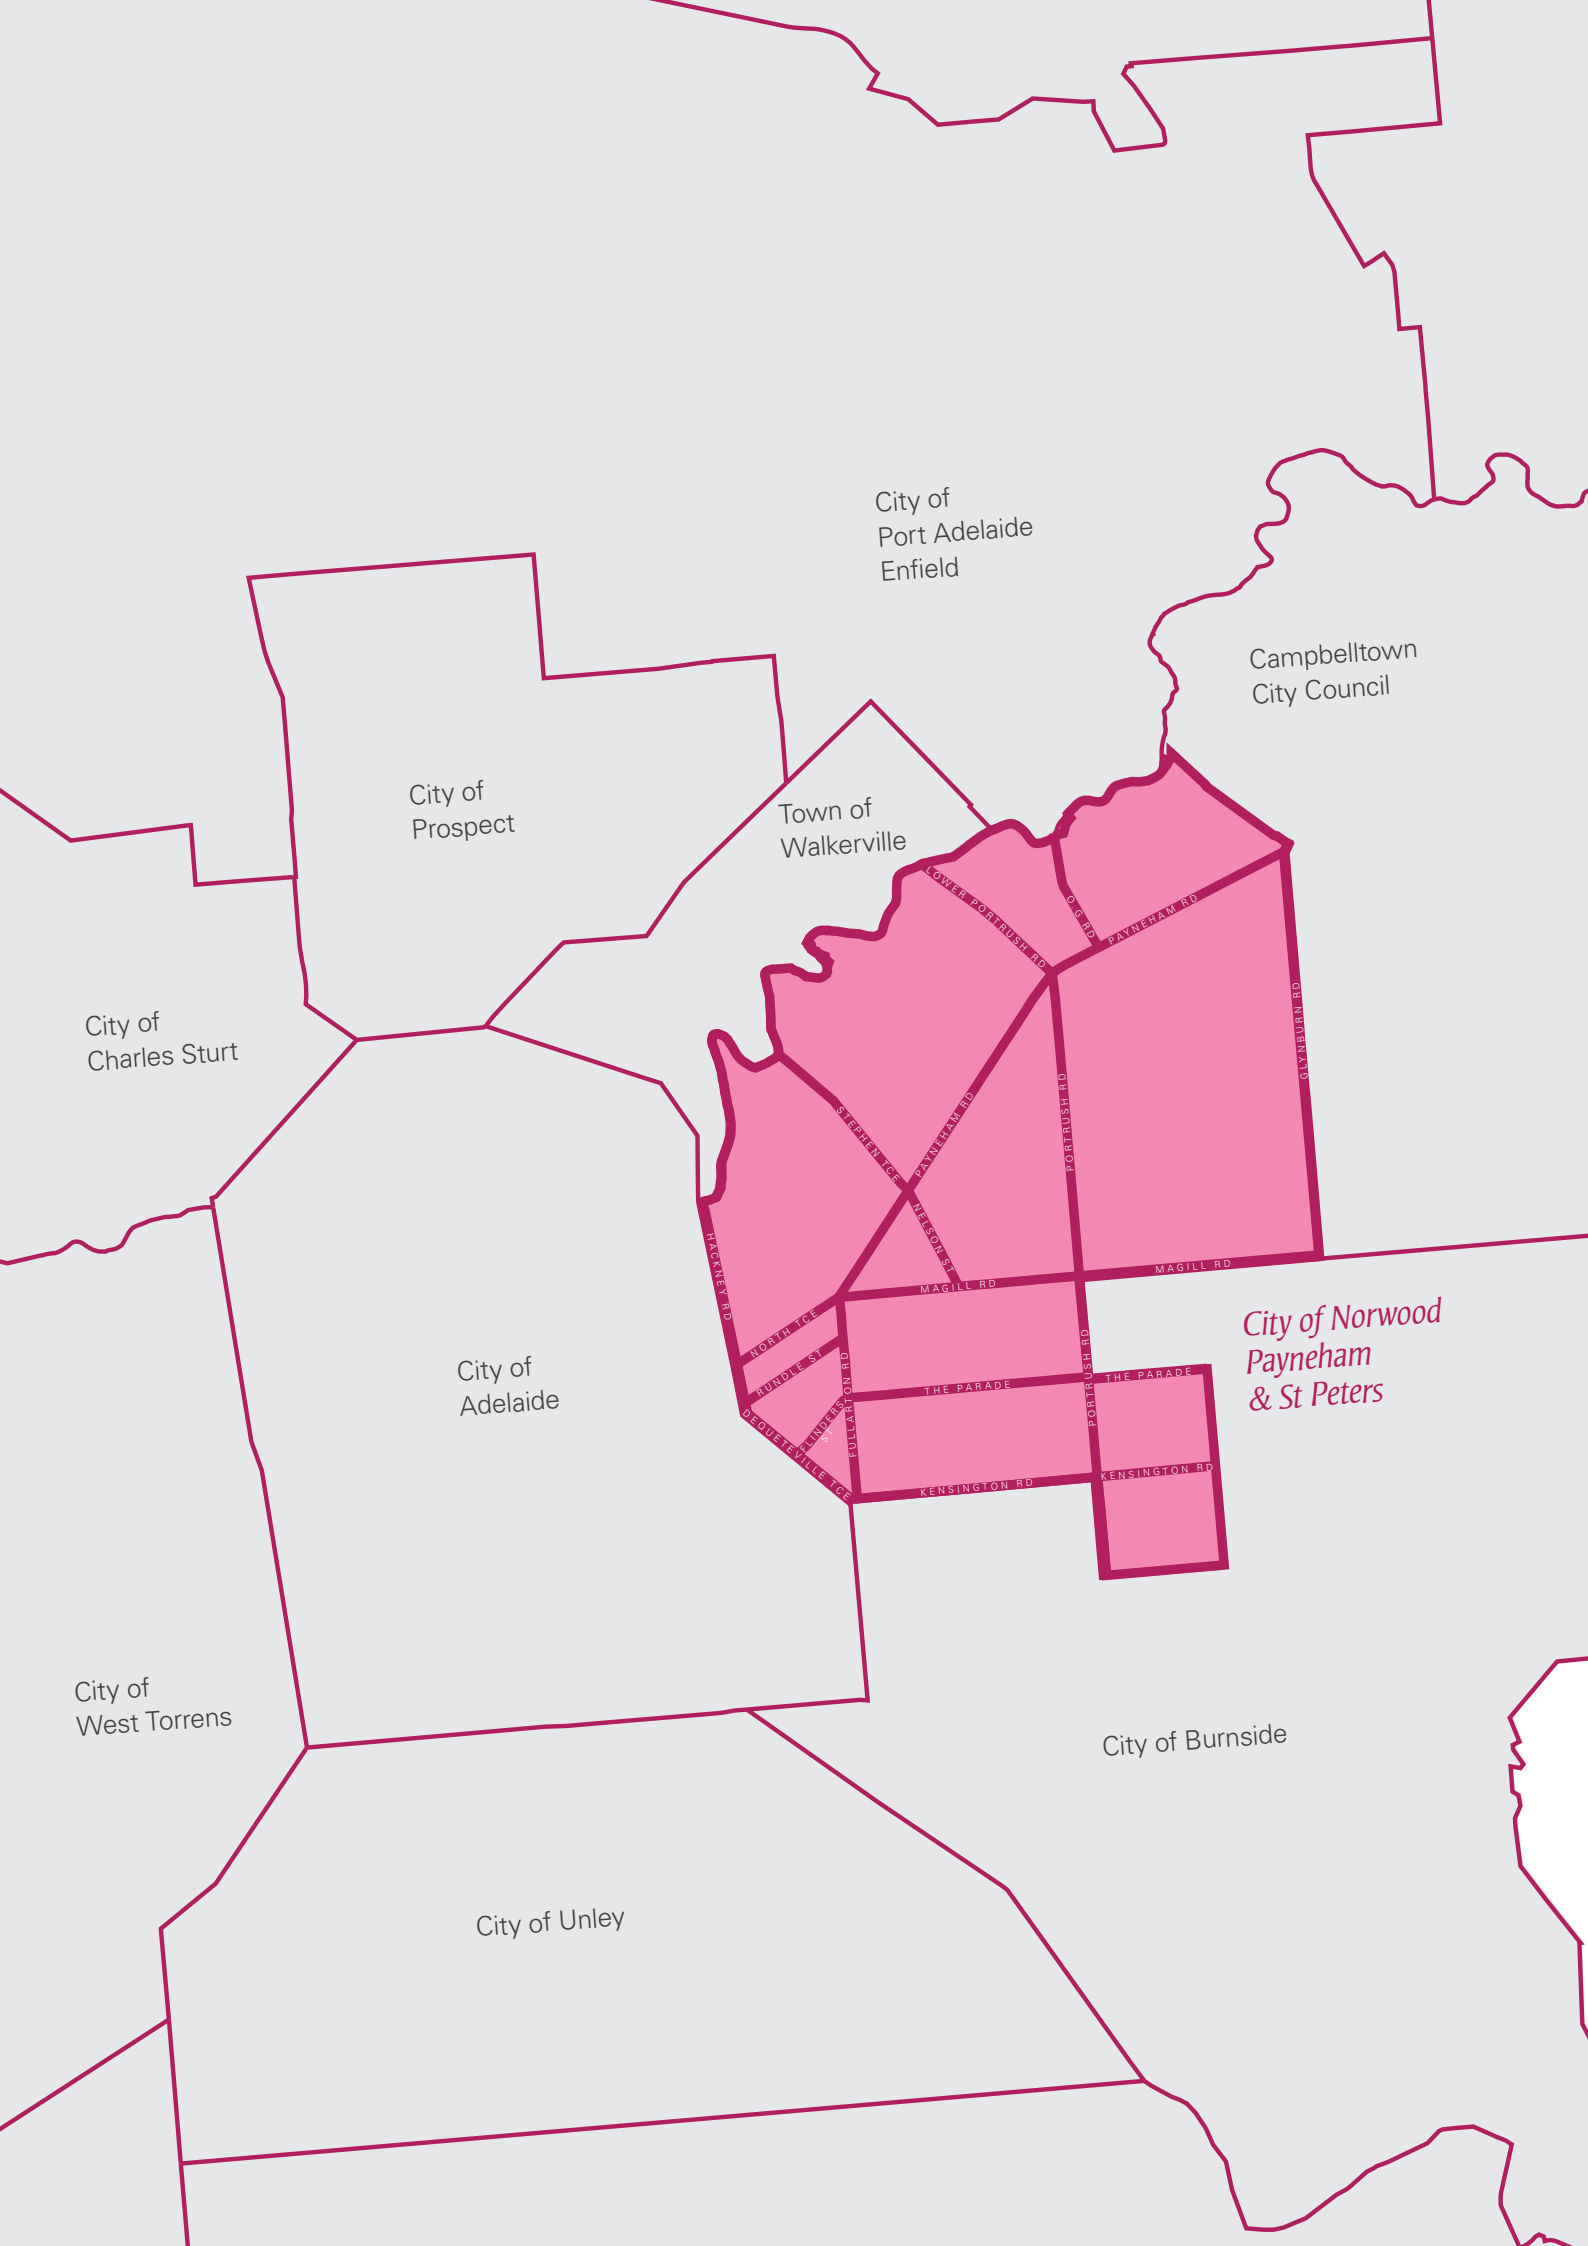 City of
Port Adelaide
Enfield
Campbelltown
City Council
City of
Prospect
Town of
Walkerville
LOWER PORTRUSH RD
O G RD
PAYNEHAM RD
GLYNBURN RD
City of
Charles Sturt
STEPHEN TCE
PAYNEHAM RD
PORTRUSH RD
NELSON ST
HACKNEY RD
MAGILL RD
MAGILL RD
NORTH TCE
RUNDLE ST
City of Norwood
Payneham
& St Peters
City of
Adelaide
DEQUETEVILLE TCE
FLINDERS
ST
FULLARTON RD
THE PARADE
PORTRUSH RD
THE PARADE
PORTRUSH RD
KENSINGTON RD
KENSINGTON RD
City of
West Torrens
City of Burnside
City of Unley